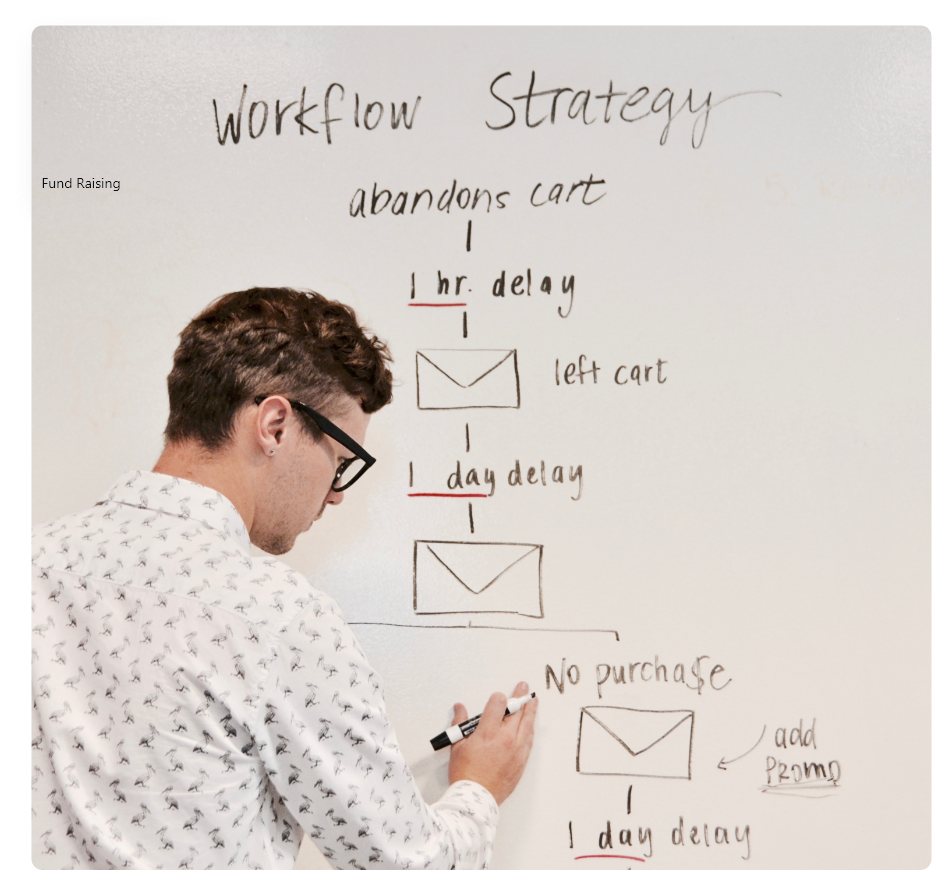 Workflow Strategy
Fund Raising
abandons cart
1 hr. delay
left cart
1 day delay
No purchase
add
PROMO
1 day delay